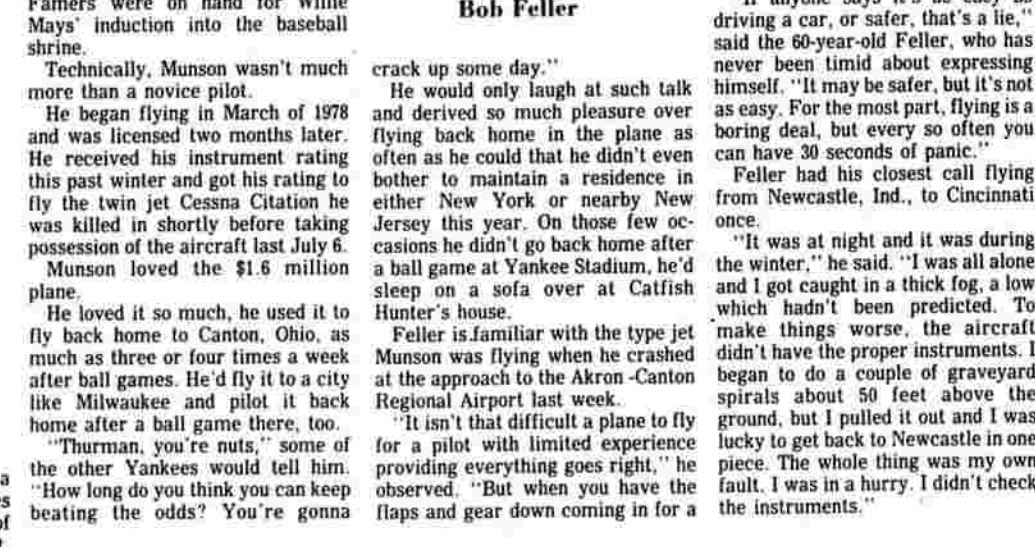 Famers were on hand for Willie
Mays' induction into the baseball
shrine.
Technically, Munson wasn't much
more than a novice pilot.
He began flying in March of 1978
and was licensed two months later.
He received his instrument rating
this past winter and got his rating to
fly the twin jet Cessna Citation he
was killed in shortly before taking
possession of the aircraft last July 6.
Munson loved the $1.6 million
plane.
He loved it so much, he used it to
fly back home to Canton, Ohio, as
much as three or four times a week
after ball games. He'd fly it to a city
like Milwaukee and pilot it back
home after a ball game there, too.
"Thurman, you're nuts," some of
the other Yankees would tell him.
"How long do you think you can keep
beating the odds? You're gonna
Bob Feller
crack up some day."
He would only laugh at such talk
and derived so much pleasure over
flying back home in the plane as
often as he could that he didn't even
bother to maintain a residence in
either New York or nearby New
Jersey this year. On those few oc-
casions he didn't go back home after
a ball game at Yankee Stadium, he'd
sleep on a sofa over at Catfish
Hunter's house.
Feller is familiar with the type jet
Munson was flying when he crashed
at the approach to the Akron-Canton
Regional Airport last week.
"It isn't that difficult a plane to fly
for a pilot with limited experience
providing everything goes right," he
observed. "But when you have the
flaps and gear down coming in for a
driving a car, or safer, that's a lie,"
said the 60-year-old Feller, who has
never been timid about expressing
himself. "It may be safer, but it's not
as easy. For the most part, flying is a
boring deal, but every so often you
can have 30 seconds of panic."
Feller had his closest call flying
from Newcastle, Ind., to Cincinnati
once.
"It was at night and it was during
the winter," he said. "I was all alone
and I got caught in a thick fog, a low
which hadn't been predicted. To
make things worse, the aircraft
didn't have the proper instruments. I
began to do a couple of graveyard
spirals about 50 feet above the
ground, but I pulled it out and I was
lucky to get back to Newcastle in one
piece. The whole thing was my own
fault. I was in a hurry. I didn't check
the instruments."